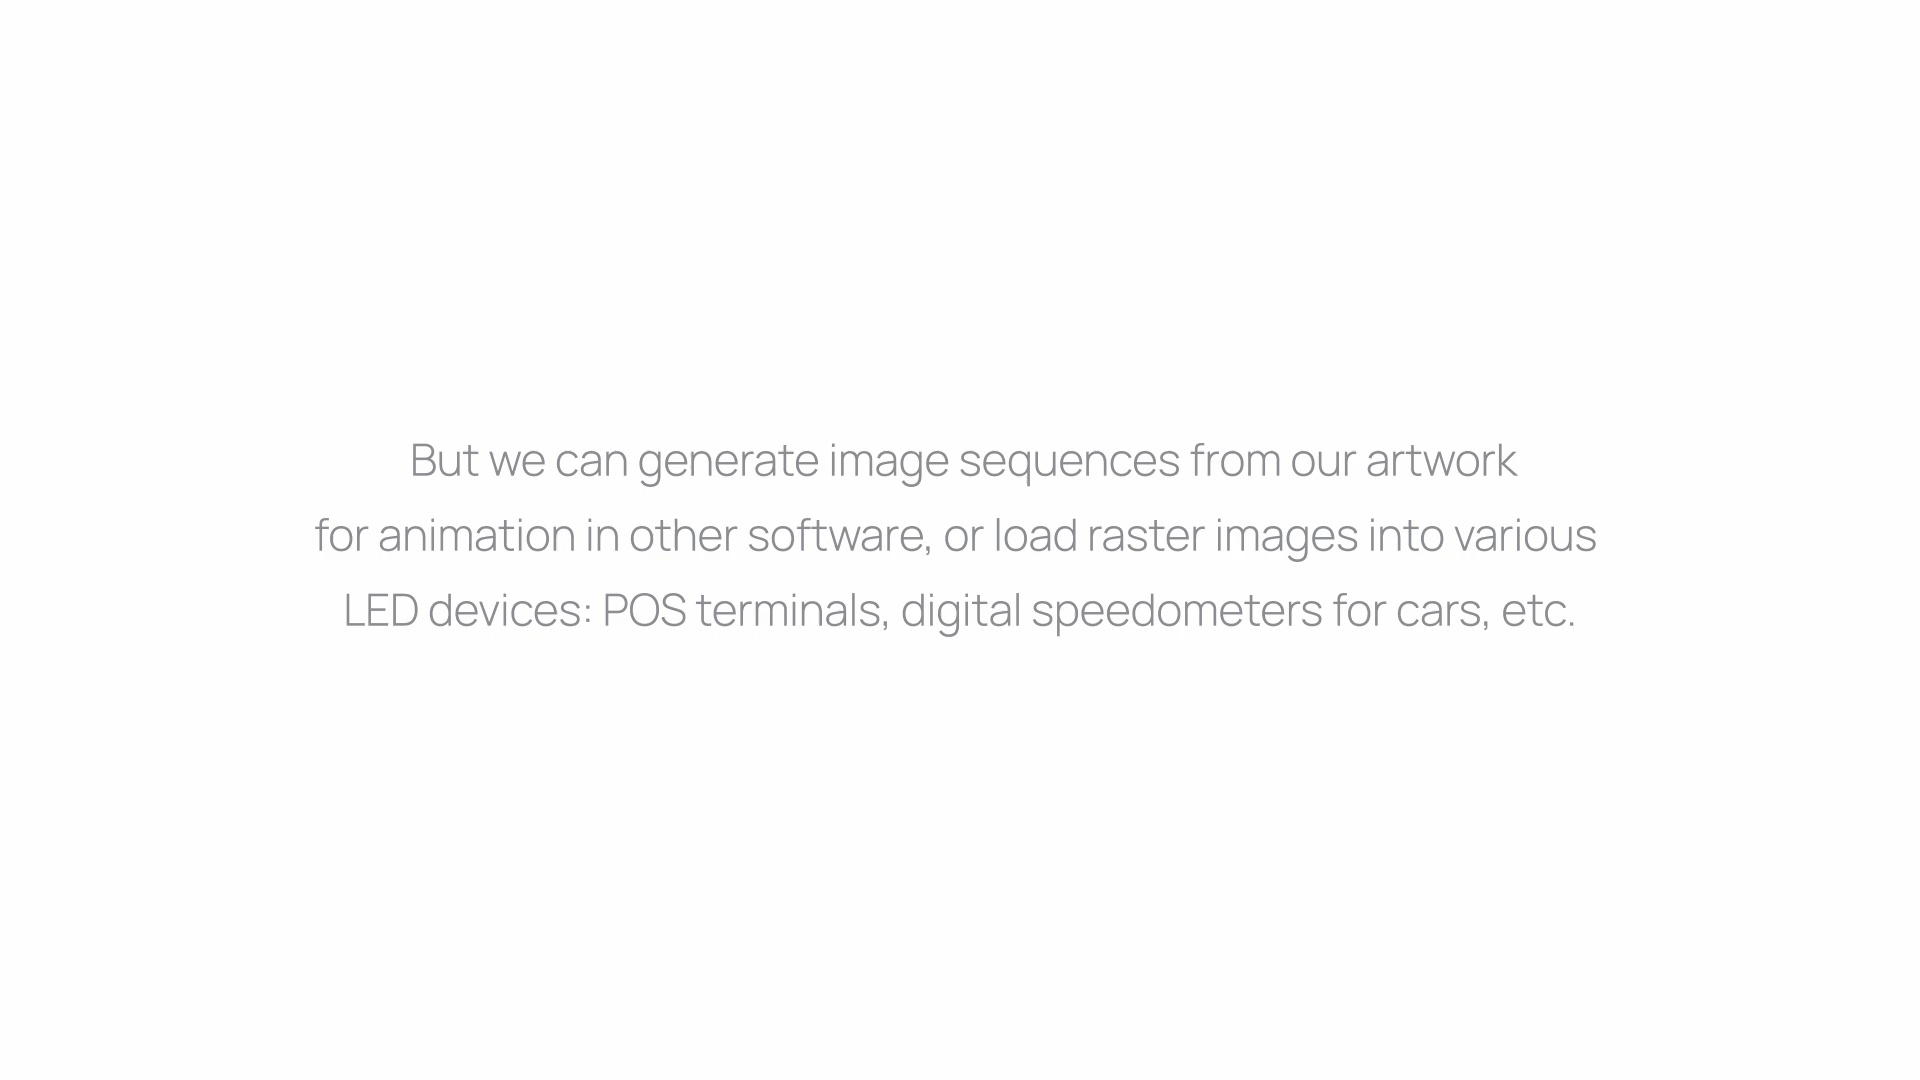 But we can generate image sequences from our artwork
for animation in other software, or load raster images into various
LED devices: POS terminals, digital speedometers for cars, etc.